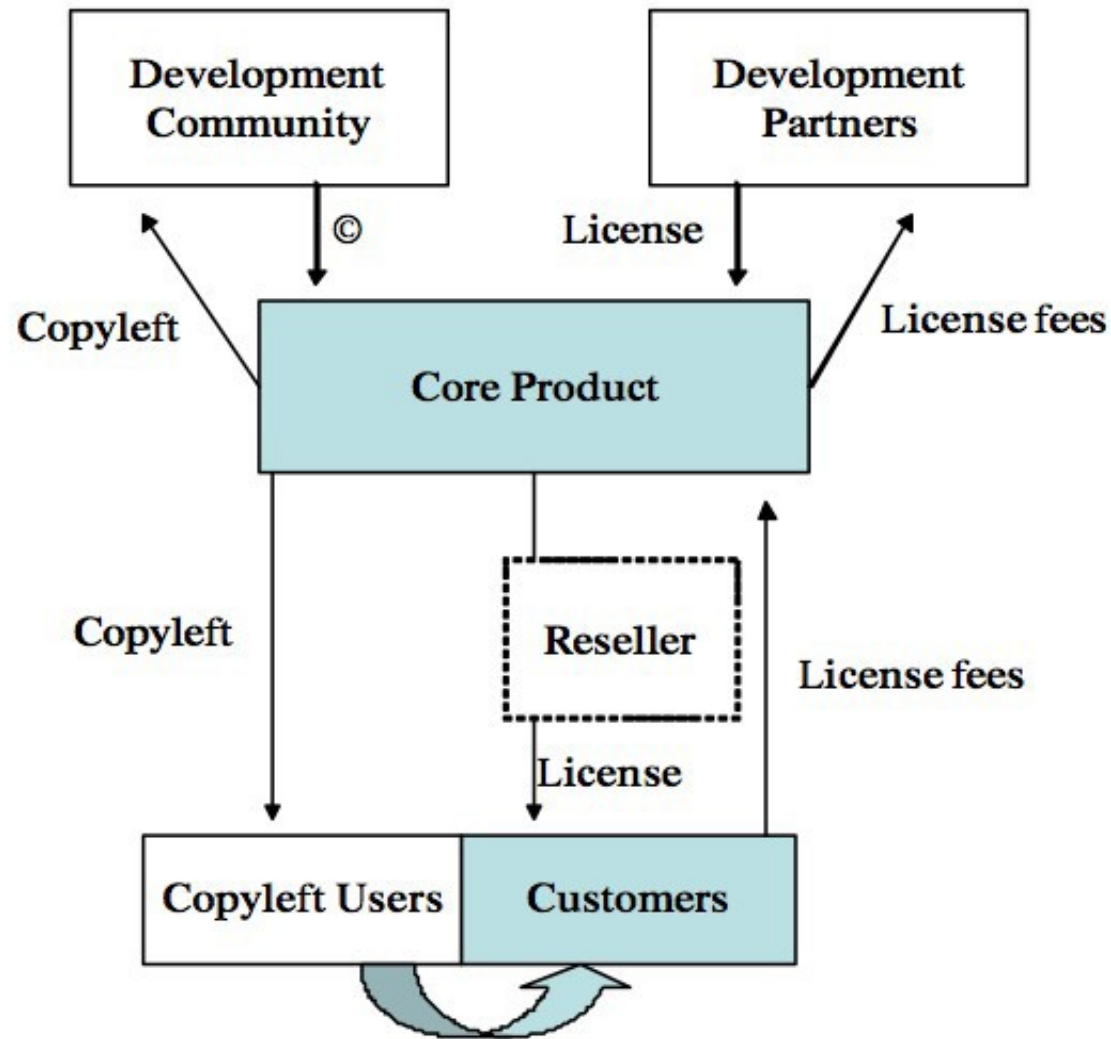 Development
Community
Development
Partners
©
License
Copyleft
License fees
Core Product
Copyleft
Reseller
License fees
License
Copyleft Users
Customers